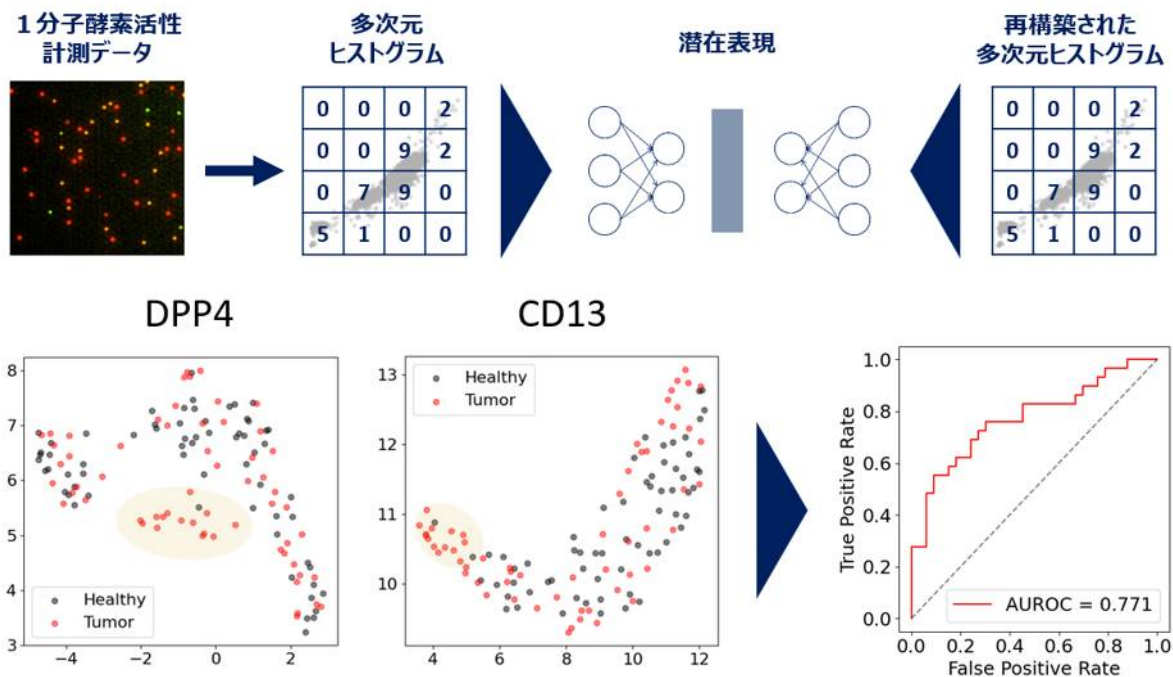 1分子酵素活性
計測データ
多次元
ヒストグラム
潜在表現
再構築された
多次元ヒストグラム
0 0 0 2
0 0 9 2
0 7 9 0
5 1 0 0
0 0 0 2
0 0 9 2
0 7 9 0
5 1 0 0
DPP4
8
7
6
5
4
3
Healthy
Tumor
−4 −2 0 2
CD13
13
12
11
10
Healthy
Tumor
4 6 8 10 12
True Positive Rate
1.0
0.8
0.6
0.4
0.2
0.0
AUROC = 0.771
0.0 0.2 0.4 0.6 0.8 1.0
False Positive Rate